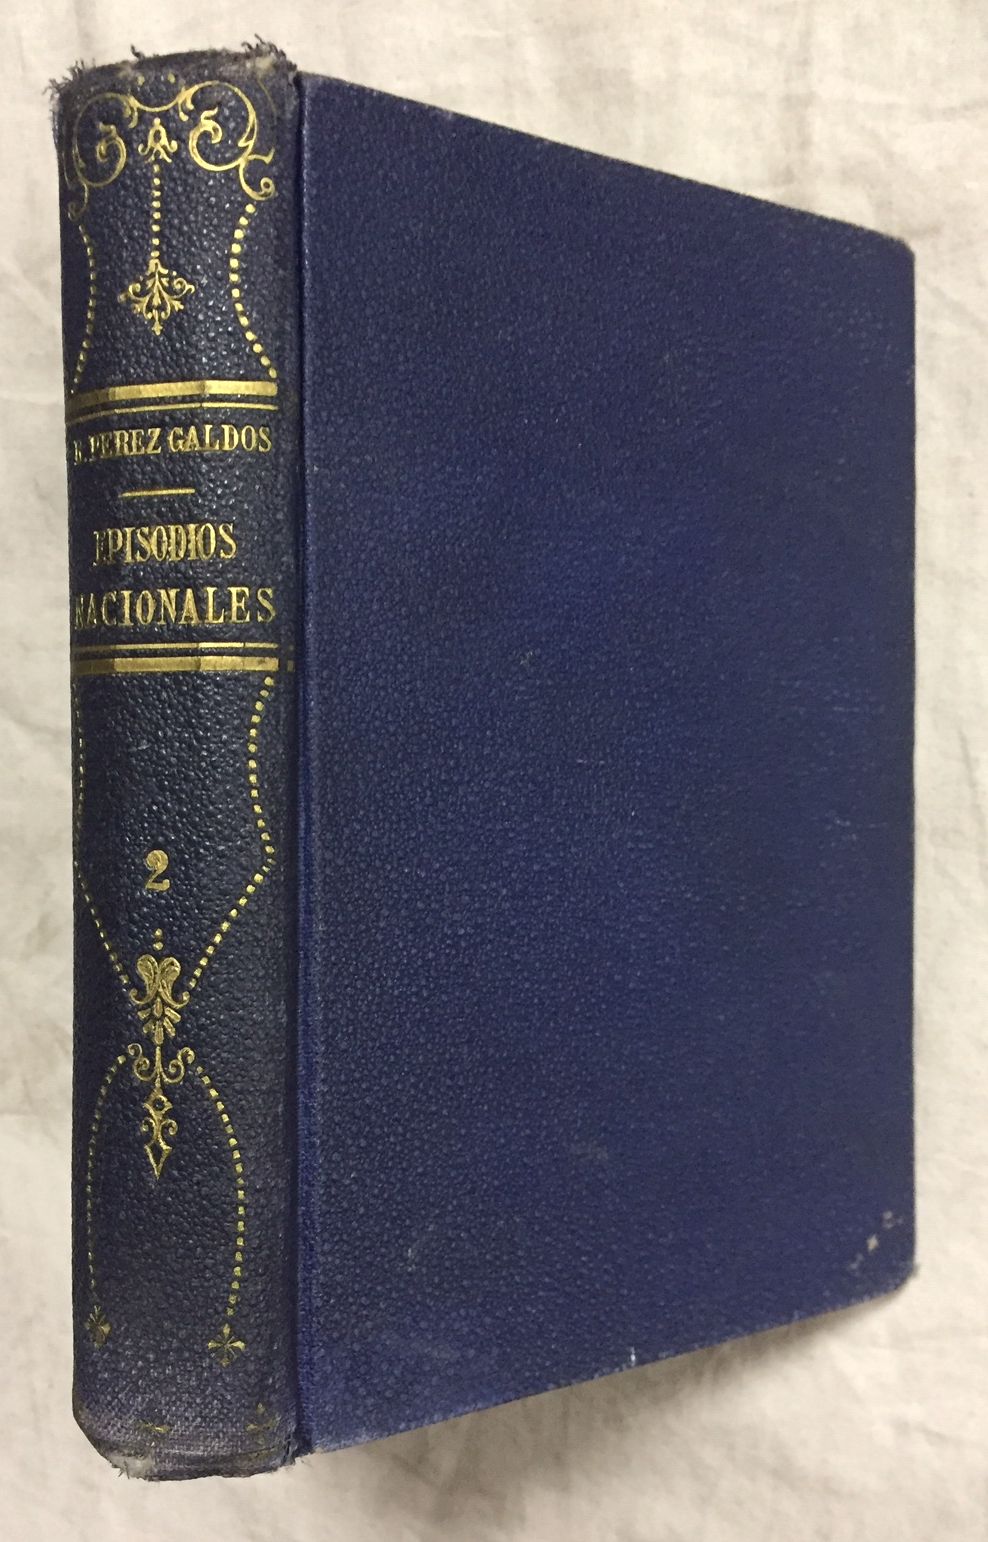 B. PEREZ GALDOS
EPISODIOS
NACIONALES
2